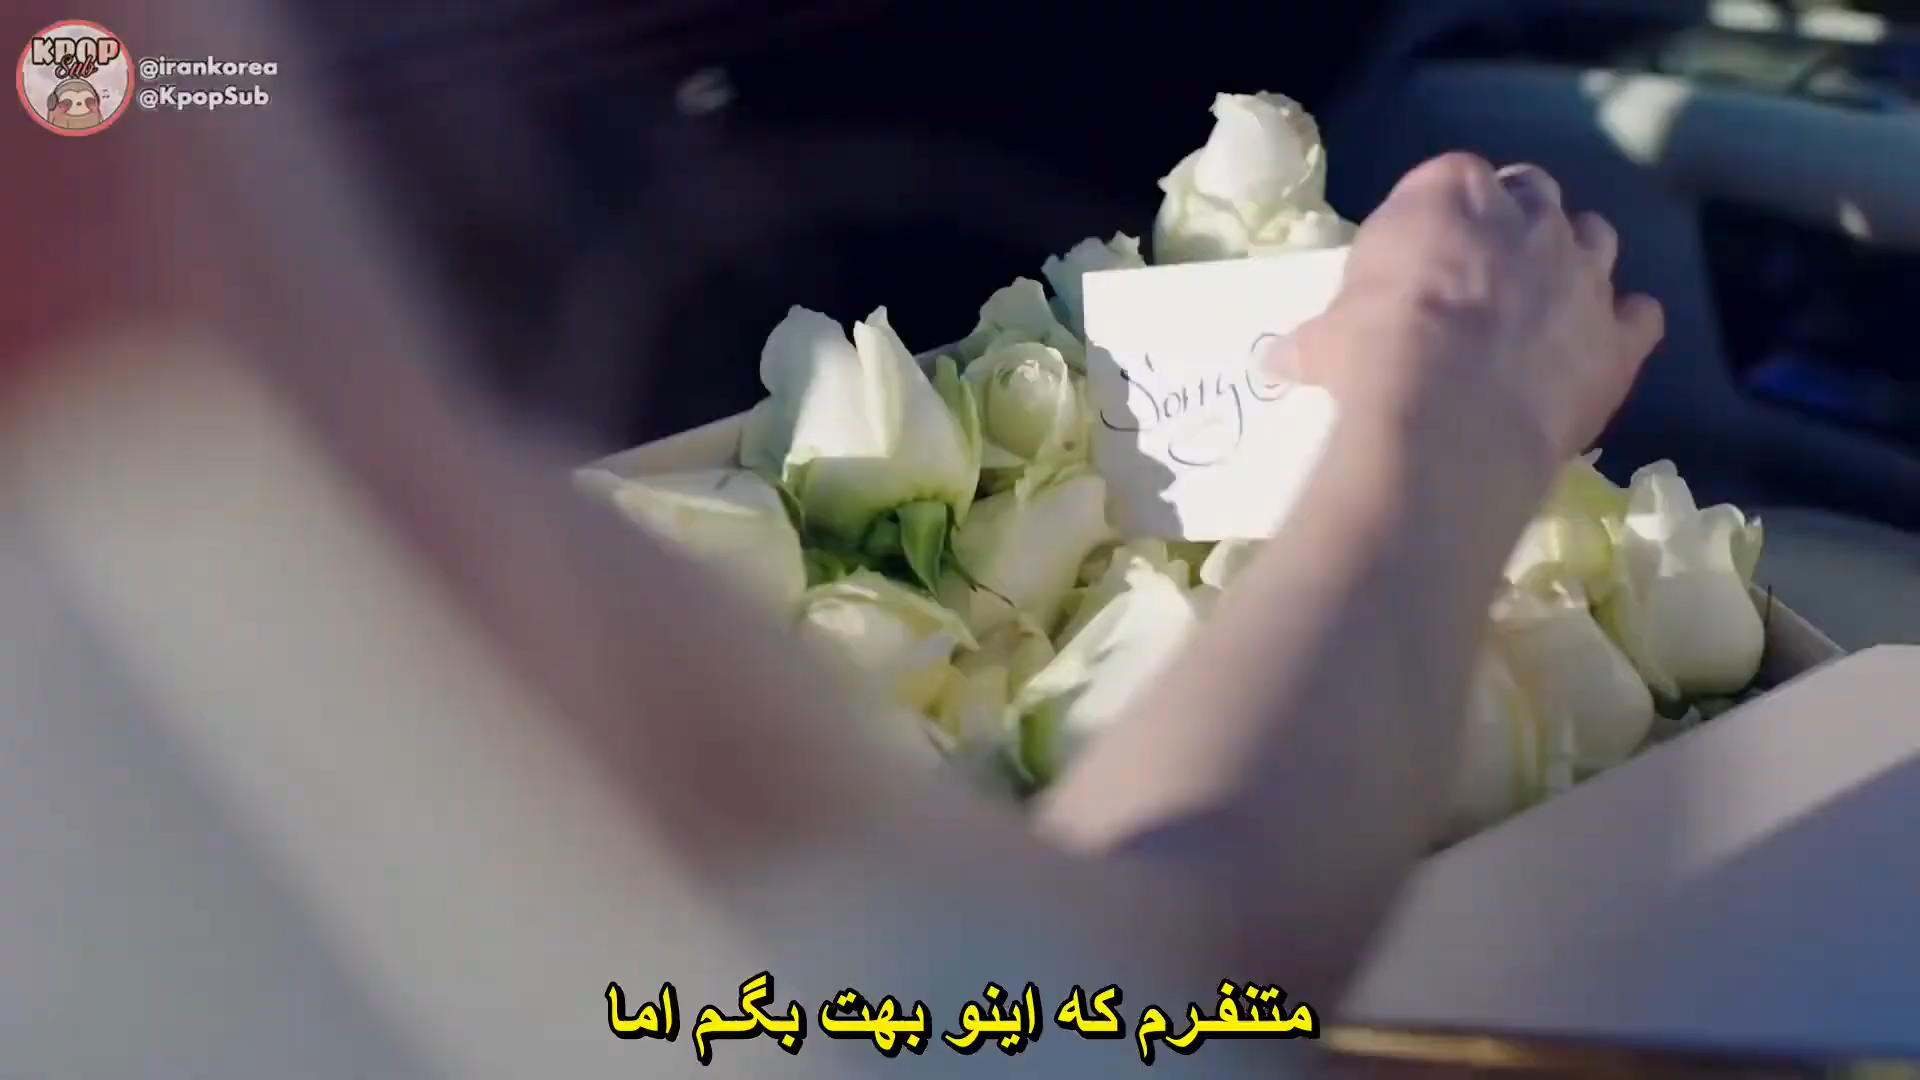 KPOP
Sub
@irankorea
@KpopSub
Sorry
متنفرم که اینو بهت بگم اما